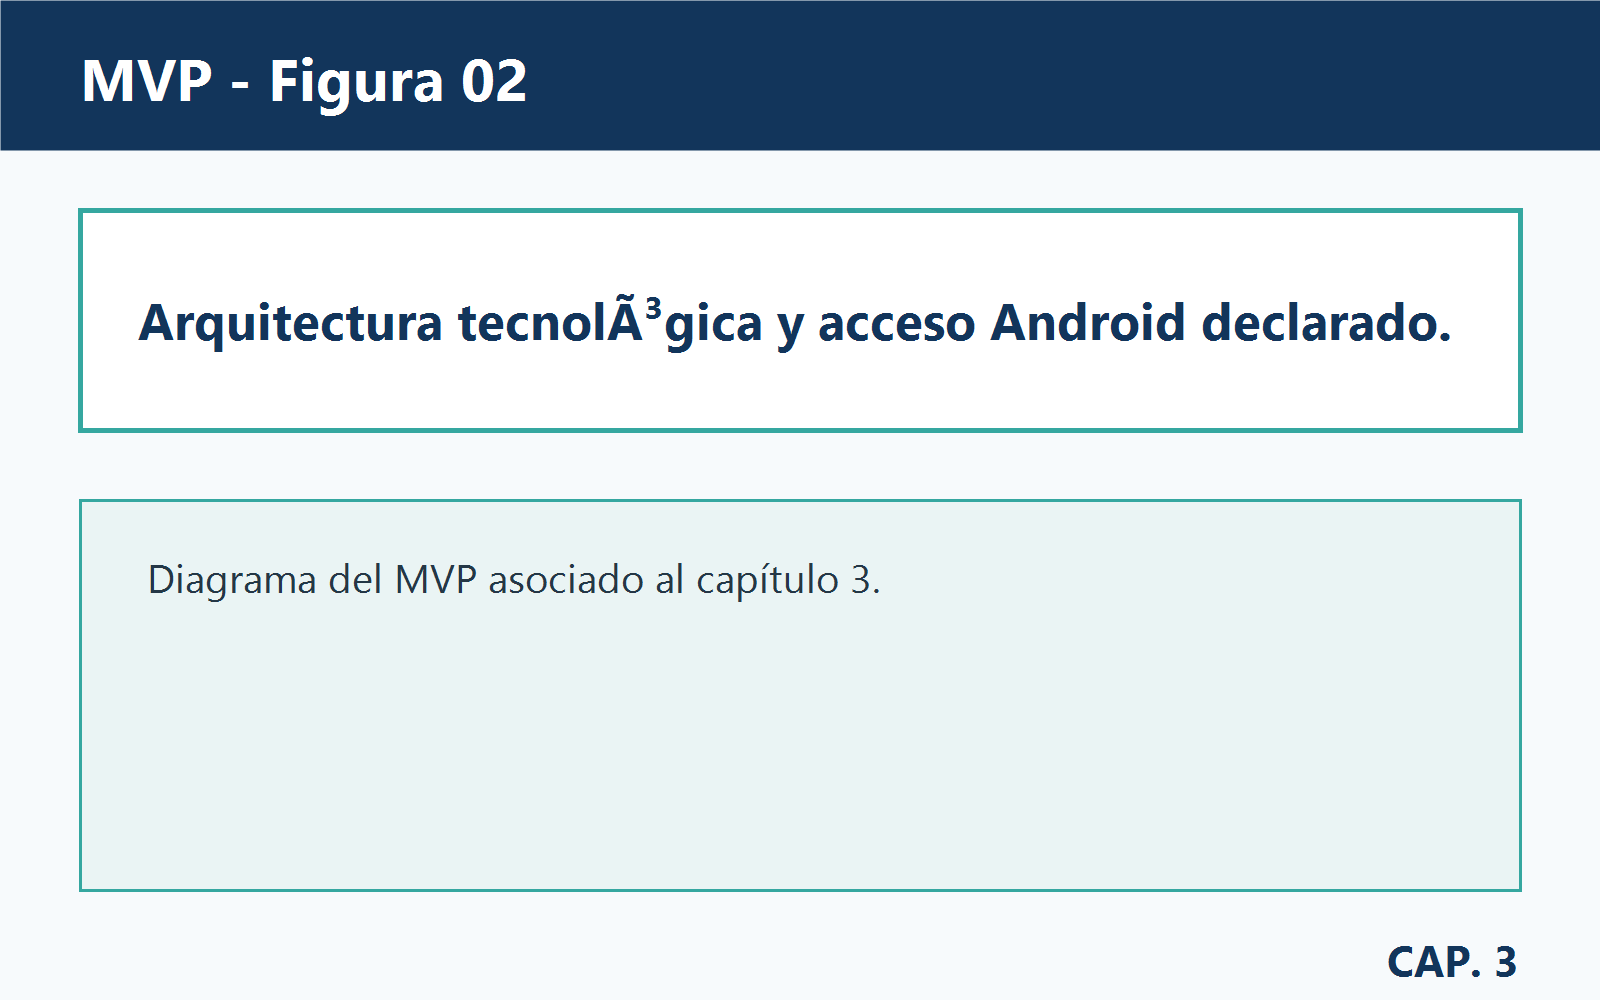 MVP - Figura 02
Arquitectura tecnolÃ³gica y acceso Android declarado.
Diagrama del MVP asociado al capítulo 3.
CAP. 3